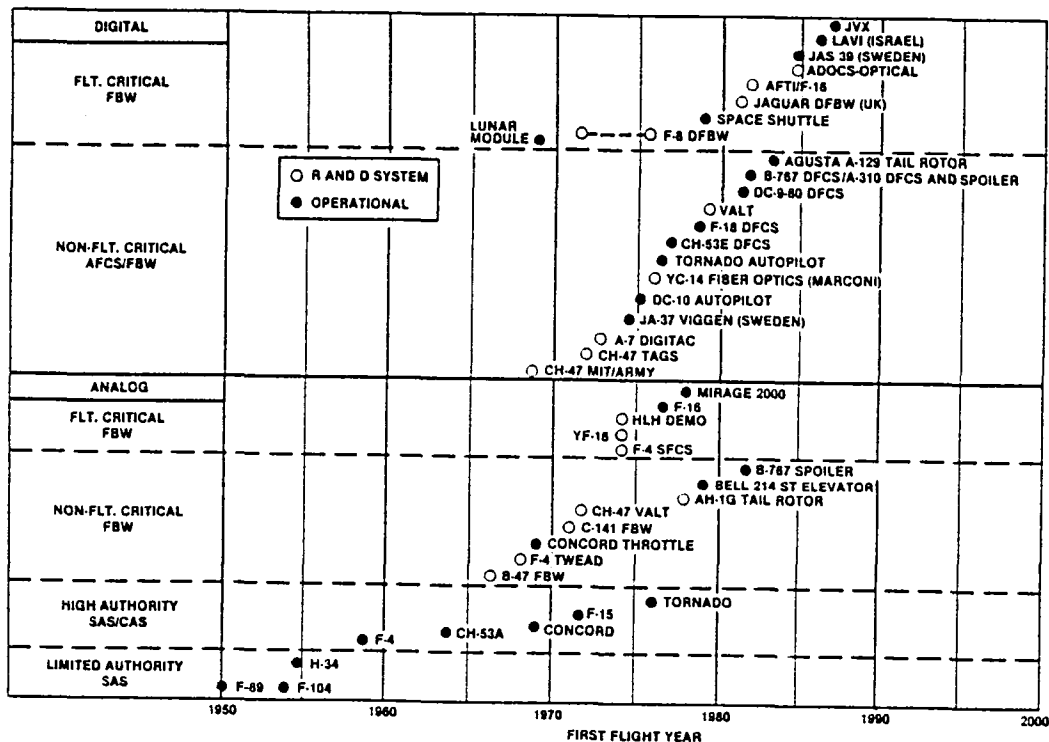 DIGITAL
JVX
LAVI (ISRAEL)
JAS 39 (SWEDEN)
ADOCS-OPTICAL
FLT. CRITICAL
FBW
AFTI/F-16
JAGUAR DFBW (UK)
SPACE SHUTTLE
LUNAR
MODULE
F-8 DFBW
R AND D SYSTEM
OPERATIONAL
AGUSTA A-129 TAIL ROTOR
B-767 DFCS/A-310 DFCS AND SPOILER
DC-9-80 DFCS
VALT
F-18 DFCS
NON-FLT. CRITICAL
AFCS/FBW
CH-53E DFCS
TORNADO AUTOPILOT
YC-14 FIBER OPTICS (MARCONI)
DC-10 AUTOPILOT
JA-37 VIGGEN (SWEDEN)
A-7 DIGITAC
CH-47 TAGS
CH-47 MIT/ARMY
ANALOG
MIRAGE 2000
FLT. CRITICAL
FBW
F-16
HLH DEMO
YF-16
F-4 SFCS
B-767 SPOILER
BELL 214 ST ELEVATOR
AH-1G TAIL ROTOR
NON-FLT. CRITICAL
FBW
CH-47 VALT
C-141 FBW
CONCORD THROTTLE
F-4 TWEAD
B-47 FBW
HIGH AUTHORITY
SAS/CAS
TORNADO
F-15
CONCORD
CH-53A
F-4
LIMITED AUTHORITY
SAS
H-34
F-89
F-104
1950
1960
1970
1980
1990
2000
FIRST FLIGHT YEAR